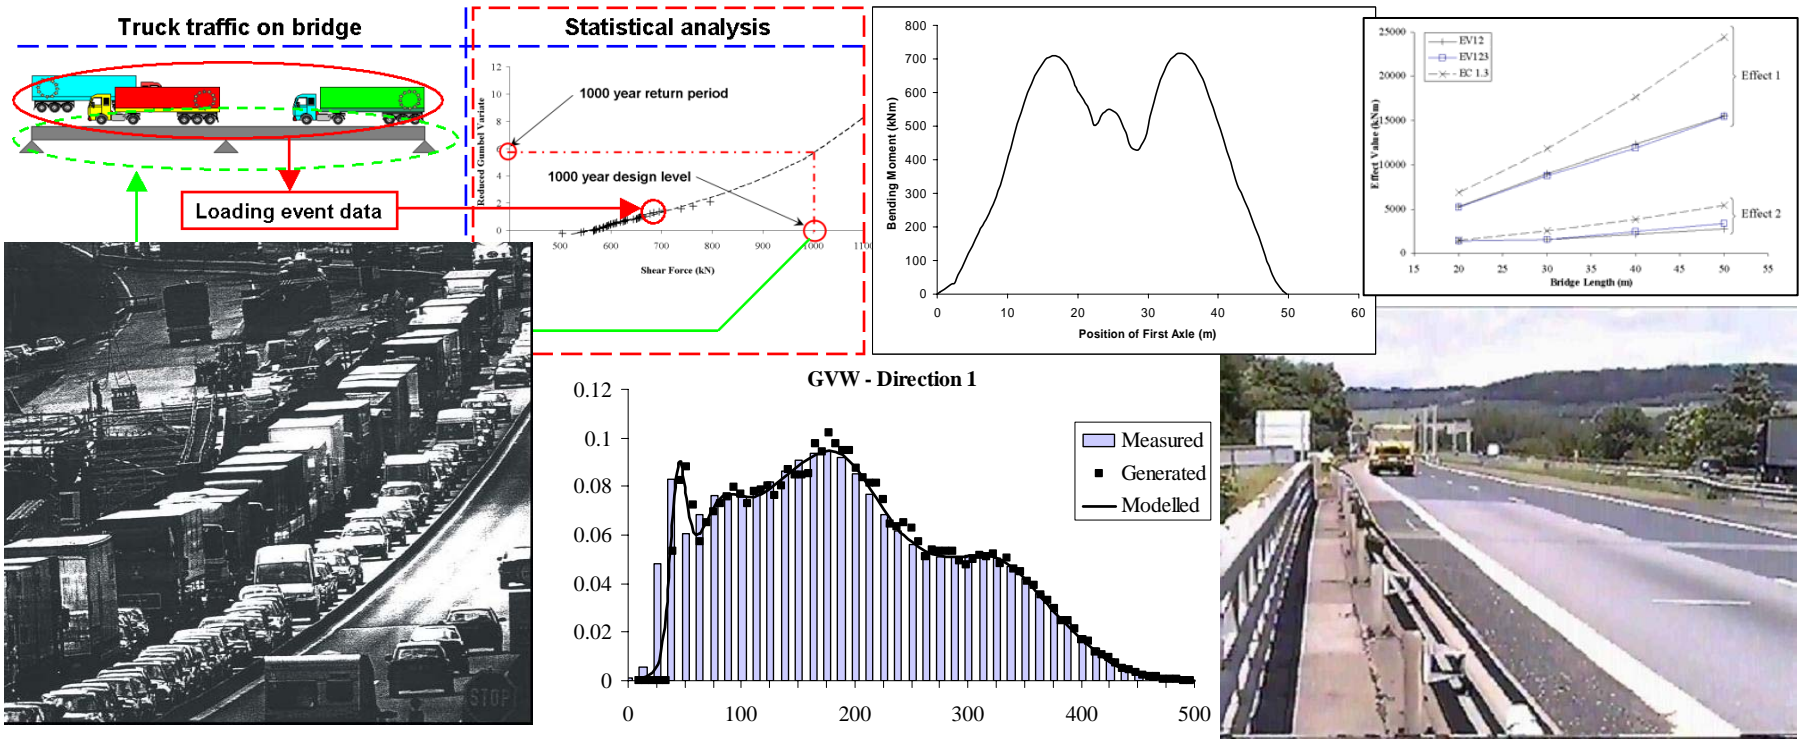 Truck traffic on bridge
Loading event data
Statistical analysis
12
10
8
6
4
2
0
Reduced Gumbel Variate
1000 year return period
1000 year design level
500
600
700
800
900
1000
1100
Shear Force (kN)
800
700
600
500
400
300
200
100
0
Bending Moment (kNm)
0
10
20
30
40
50
60
Position of First Axle (m)
25000
20000
15000
10000
5000
0
Effect Value (kNm)
EV12
EV123
EC 1.3
Effect 1
Effect 2
15
20
25
30
35
40
45
50
55
Bridge Length (m)
GVW - Direction 1
0.12
0.1
0.08
0.06
0.04
0.02
0
Measured
Generated
Modelled
0
100
200
300
400
500
STOP